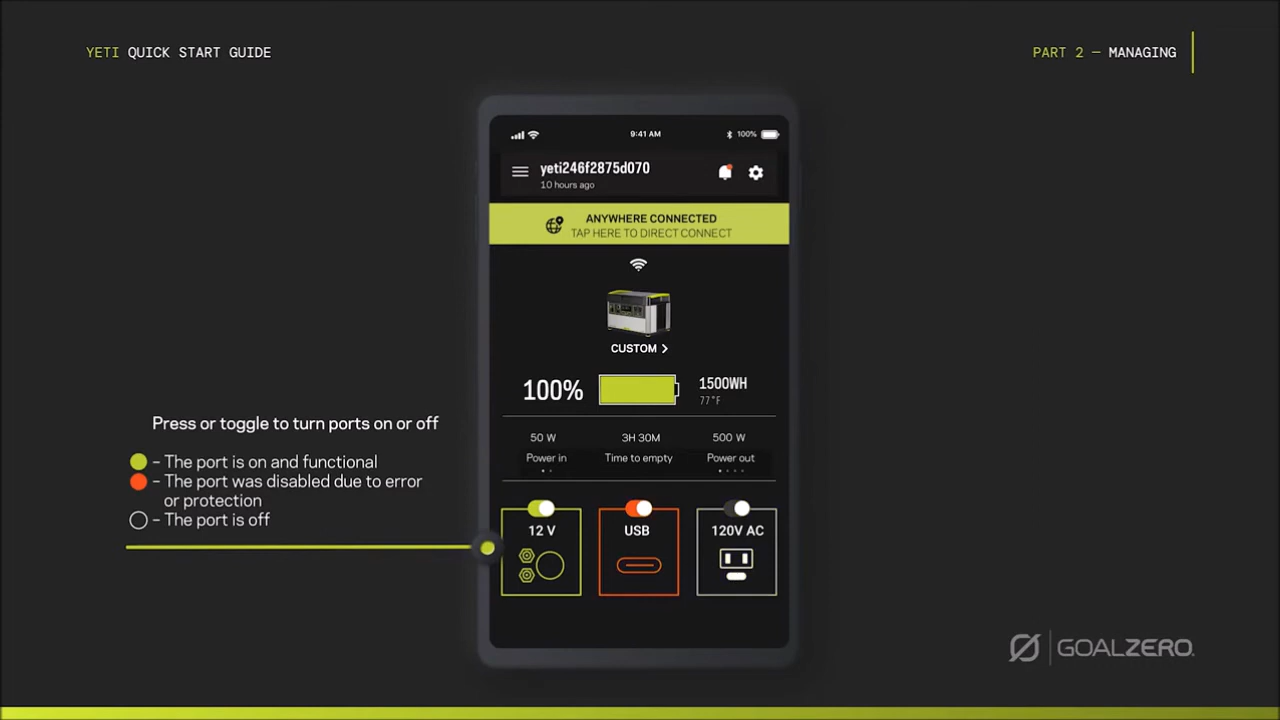 YETI QUICK START GUIDE
PART 2 — MANAGING
9:41 AM
100%
yeti246f2875d070
10 hours ago
ANYWHERE CONNECTED
TAP HERE TO DIRECT CONNECT
CUSTOM >
100%
1500WH
77°F
50 W
3H 30M
500 W
Power in
Time to empty
Power out
Press or toggle to turn ports on or off
– The port is on and functional
– The port was disabled due to error
or protection
– The port is off
12 V
USB
120V AC
GOALZERO.